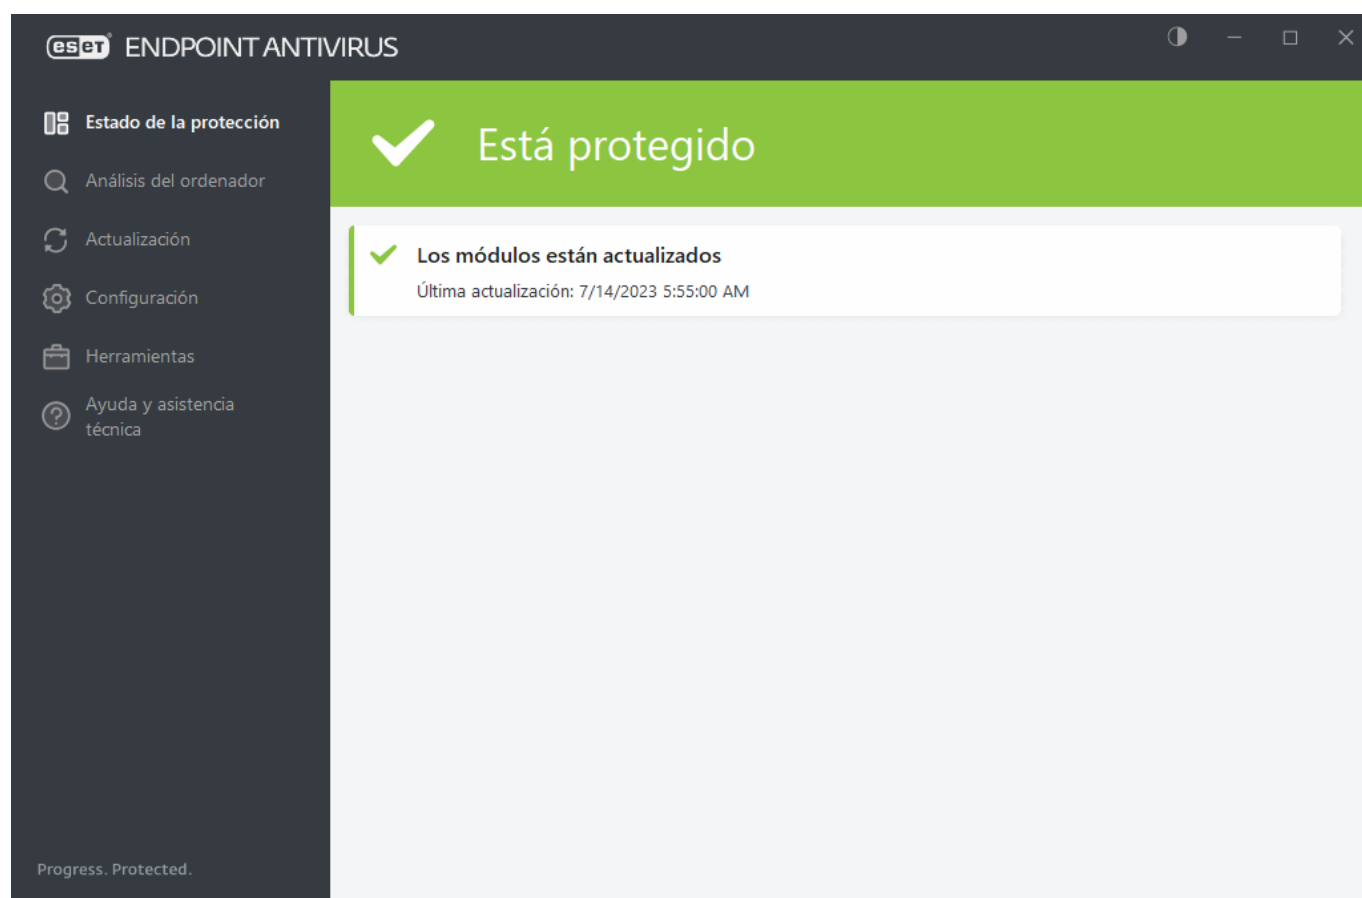 eset ENDPOINT ANTIVIRUS
Estado de la protección
Análisis del ordenador
Actualización
Configuración
Herramientas
Ayuda y asistencia
técnica
Progress. Protected.
Está protegido
Los módulos están actualizados
Última actualización: 7/14/2023 5:55:00 AM